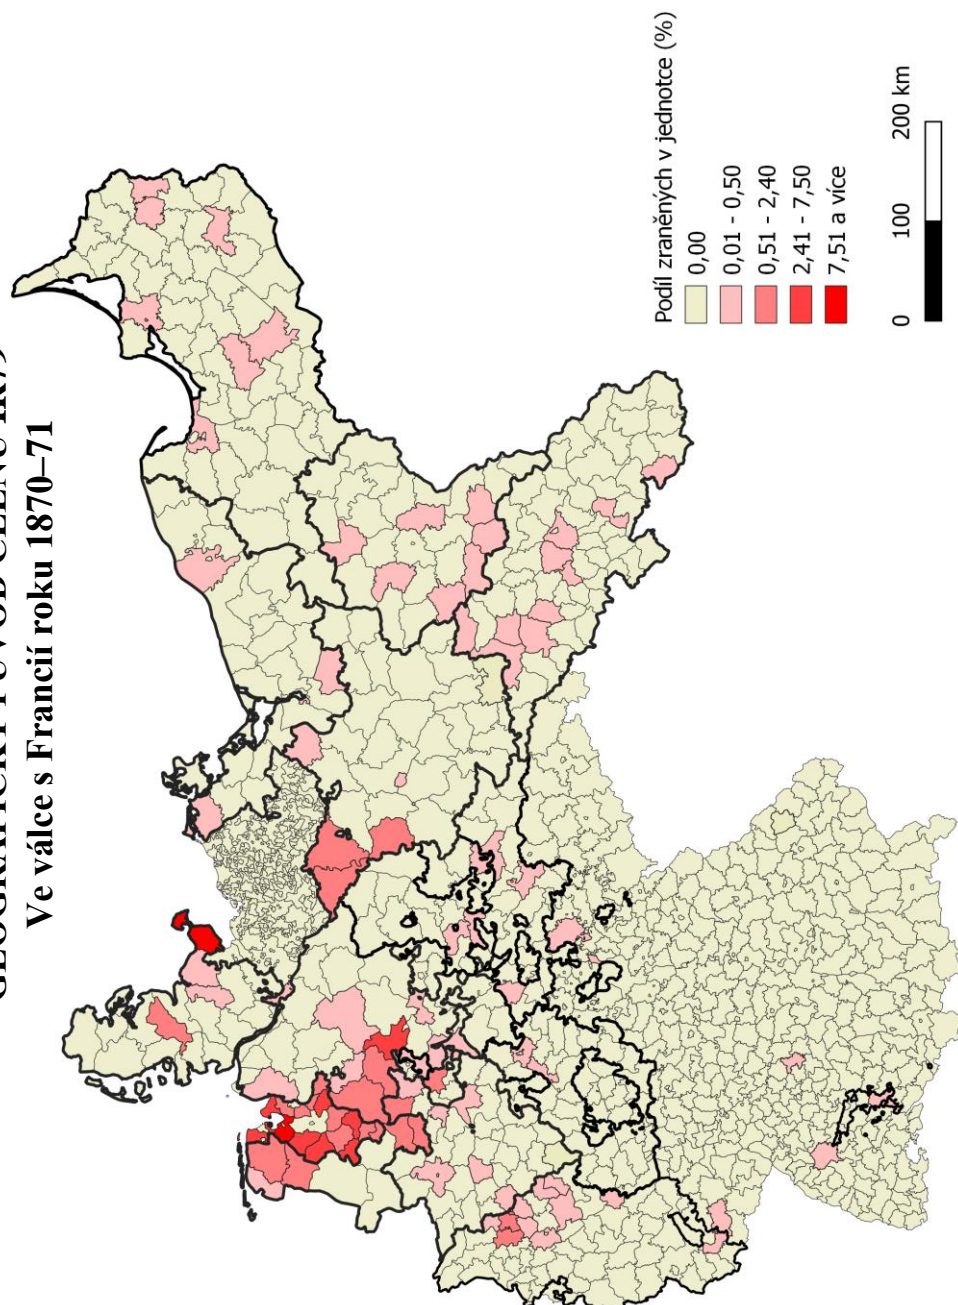 Ve válce s Francií roku 1870–71
Podíl zraněných v jednotce (%)
0,00
0,01 - 0,50
0,51 - 2,40
2,41 - 7,50
7,51 a více
0 100 200 km